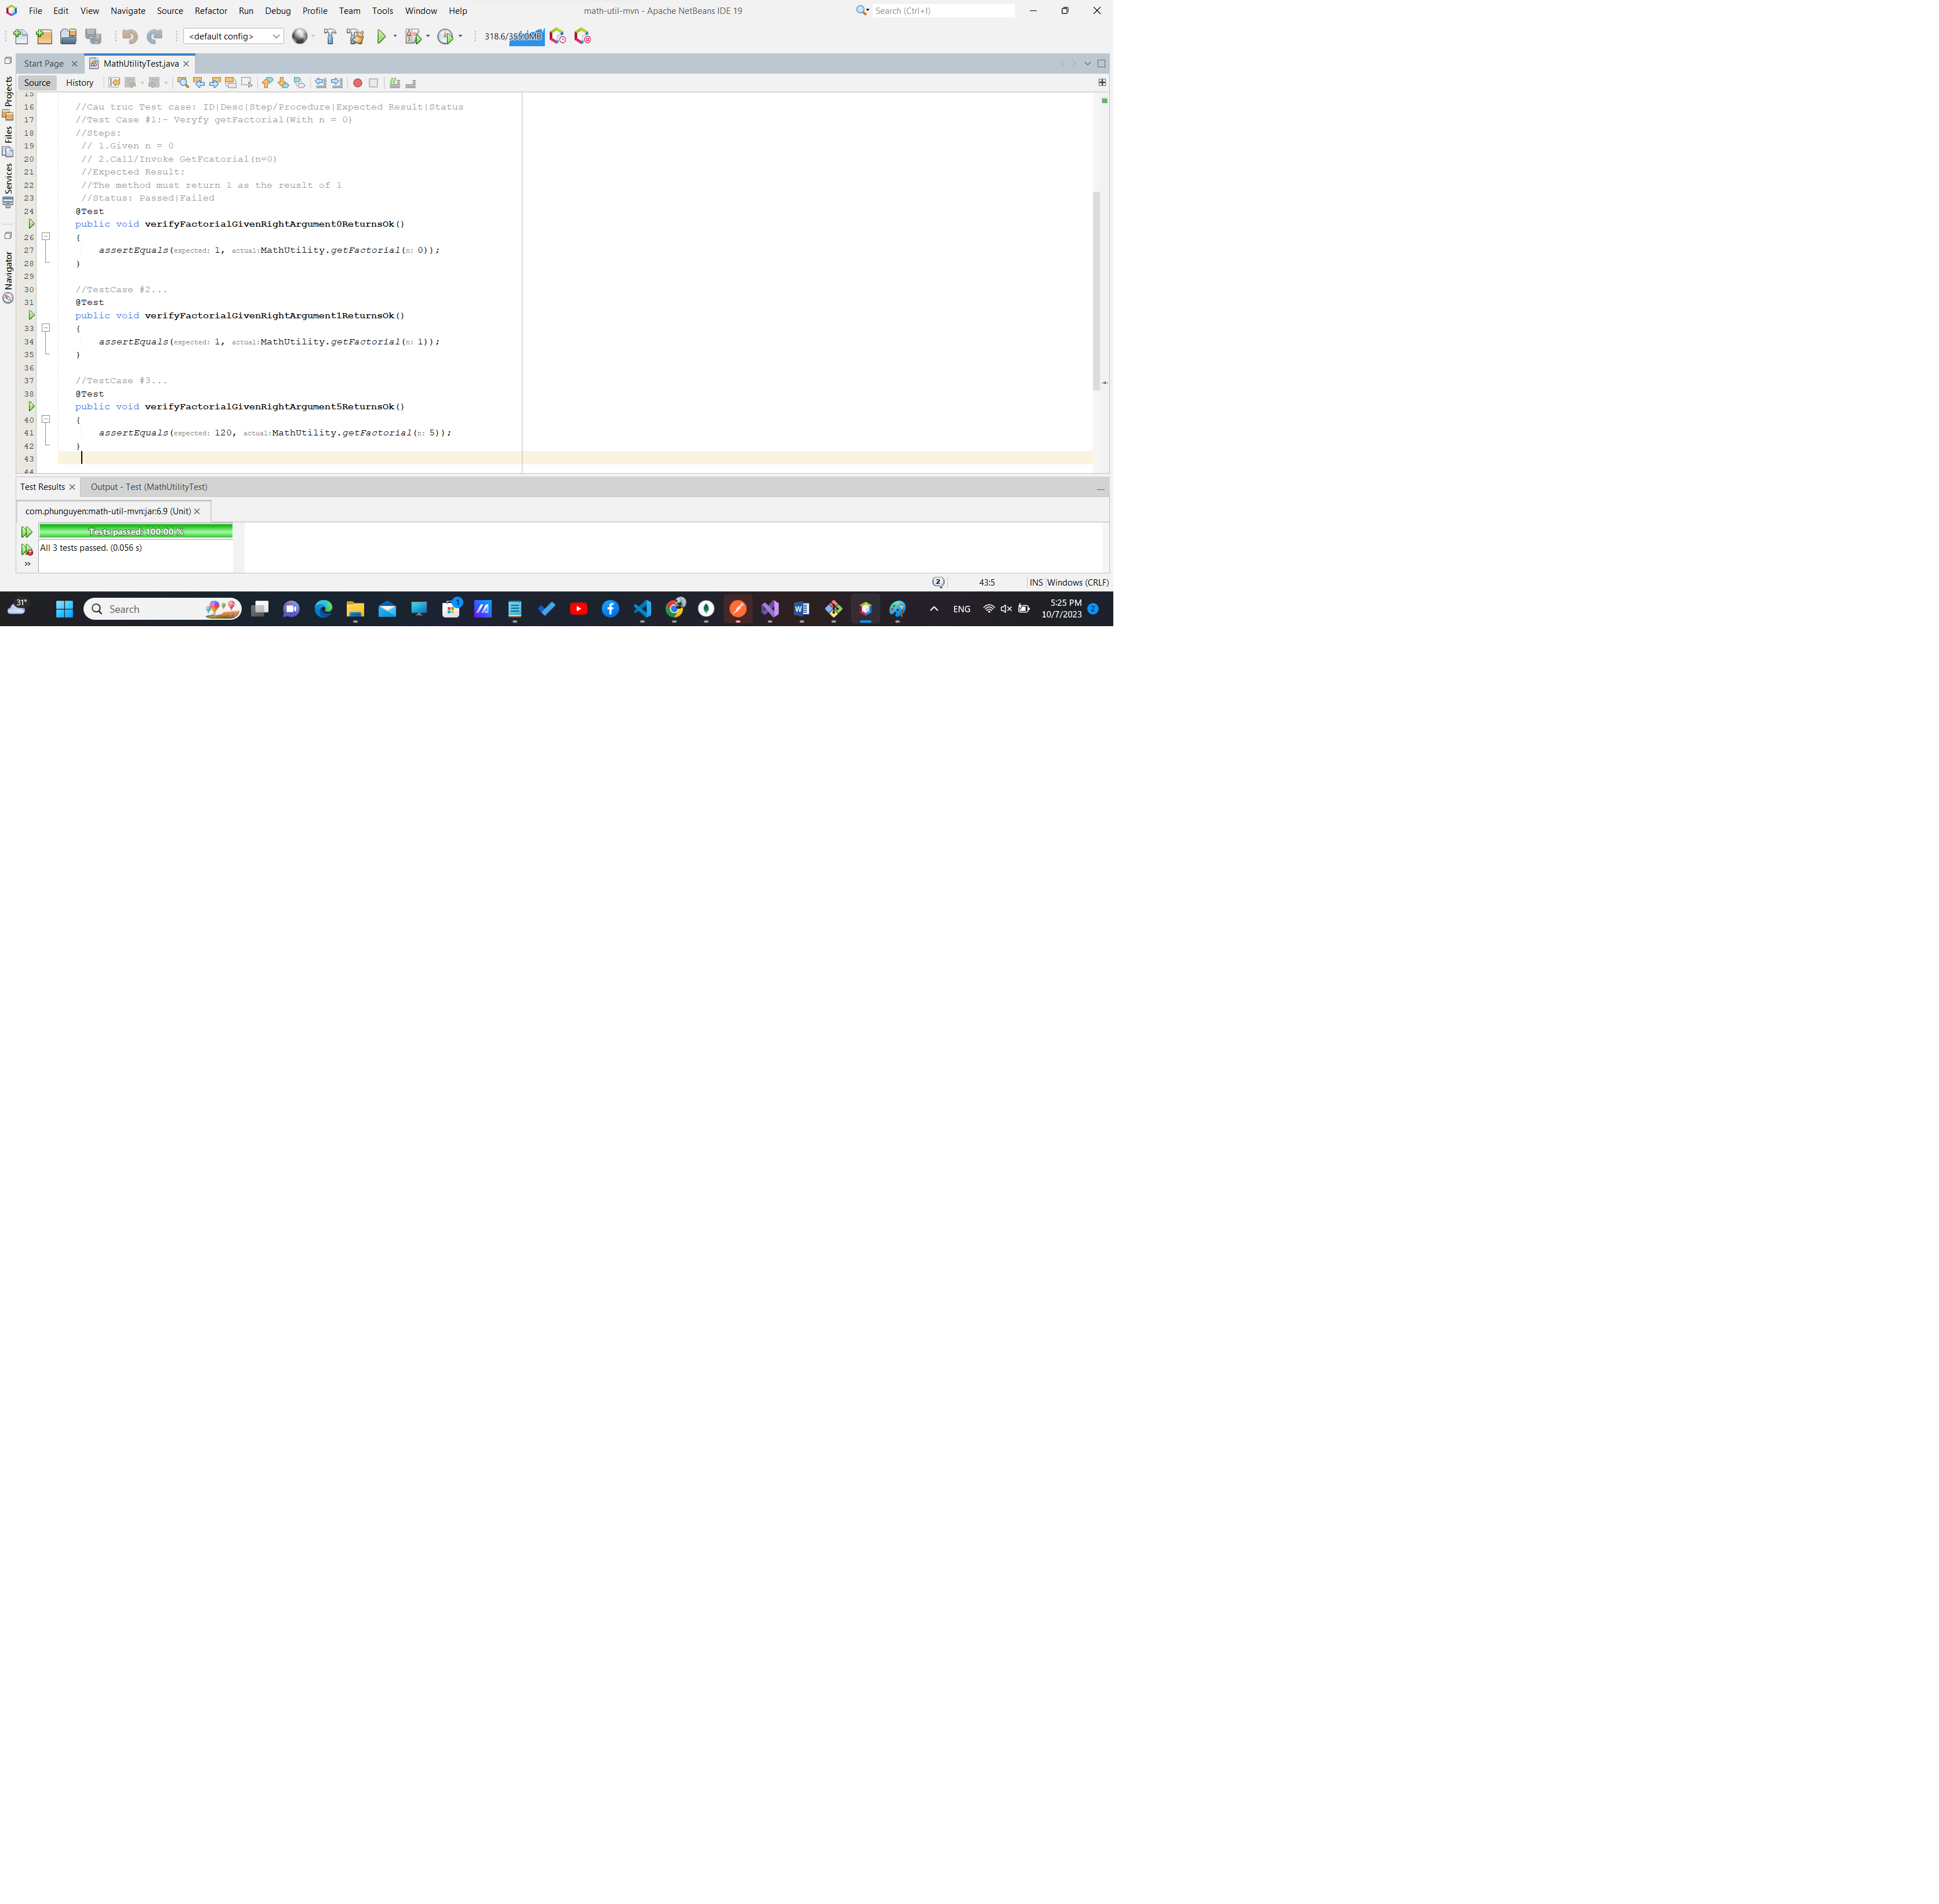 File Edit View Navigate Source Refactor Run Debug Profile Team Tools Window Help math-util-mvn - Apache NetBeans IDE 19 Search (Ctrl+I)
<default config> 318.6/355.0MB
Start Page MathUtilityTest.java
Source History
Projects
Files
Services
Navigator
15
16 //Cau truc Test case: ID|Desc|Step/Procedure|Expected Result|Status
17 //Test Case #1:- Veryfy getFactorial(With n = 0)
18 //Steps:
19 // 1.Given n = 0
20 // 2.Call/Invoke GetFcatorial(n=0)
21 //Expected Result:
22 //The method must return 1 as the reuslt of 1
23 //Status: Passed|Failed
24 @Test
public void verifyFactorialGivenRightArgument0ReturnsOk()
26 {
27 assertEquals(expected: 1, actual:MathUtility.getFactorial(n: 0));
28 }
29
30 //TestCase #2...
31 @Test
public void verifyFactorialGivenRightArgument1ReturnsOk()
33 {
34 assertEquals(expected: 1, actual:MathUtility.getFactorial(n: 1));
35 }
36
37 //TestCase #3...
38 @Test
public void verifyFactorialGivenRightArgument5ReturnsOk()
40 {
41 assertEquals(expected: 120, actual:MathUtility.getFactorial(n: 5));
42 }
43
44
Test Results Output - Test (MathUtilityTest)
com.phunguyen:math-util-mvn:jar:6.9 (Unit)
Tests passed: 100.00 %
All 3 tests passed. (0.056 s)
2 43:5 INS Windows (CRLF)
31° Search 1 ENG 5:25 PM 2
10/7/2023